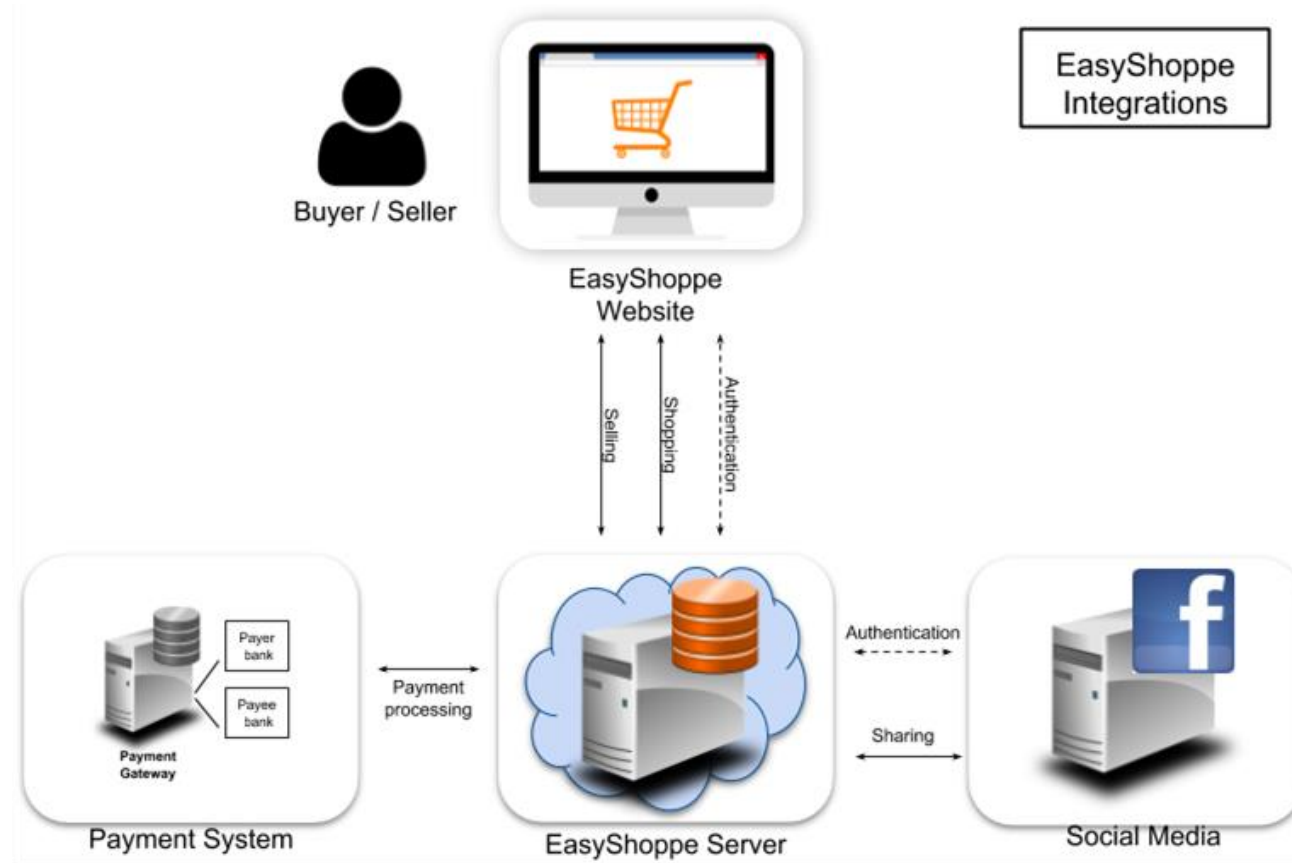 EasyShoppe
Integrations
Buyer / Seller
EasyShoppe
Website
Selling
Shopping
Authentication
Payer
bank
Payee
bank
Payment
Gateway
Payment System
Payment
processing
EasyShoppe Server
Authentication
Sharing
f
Social Media